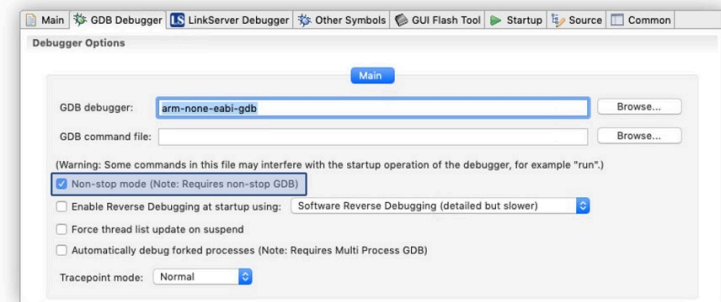 Main GDB Debugger LS LinkServer Debugger Other Symbols GUI Flash Tool Startup Source Common
Debugger Options
Main
GDB debugger: arm-none-eabi-gdb Browse...
GDB command file: Browse...
(Warning: Some commands in this file may interfere with the startup operation of the debugger, for example "run".)
Non-stop mode (Note: Requires non-stop GDB)
Enable Reverse Debugging at startup using: Software Reverse Debugging (detailed but slower)
Force thread list update on suspend
Automatically debug forked processes (Note: Requires Multi Process GDB)
Tracepoint mode: Normal